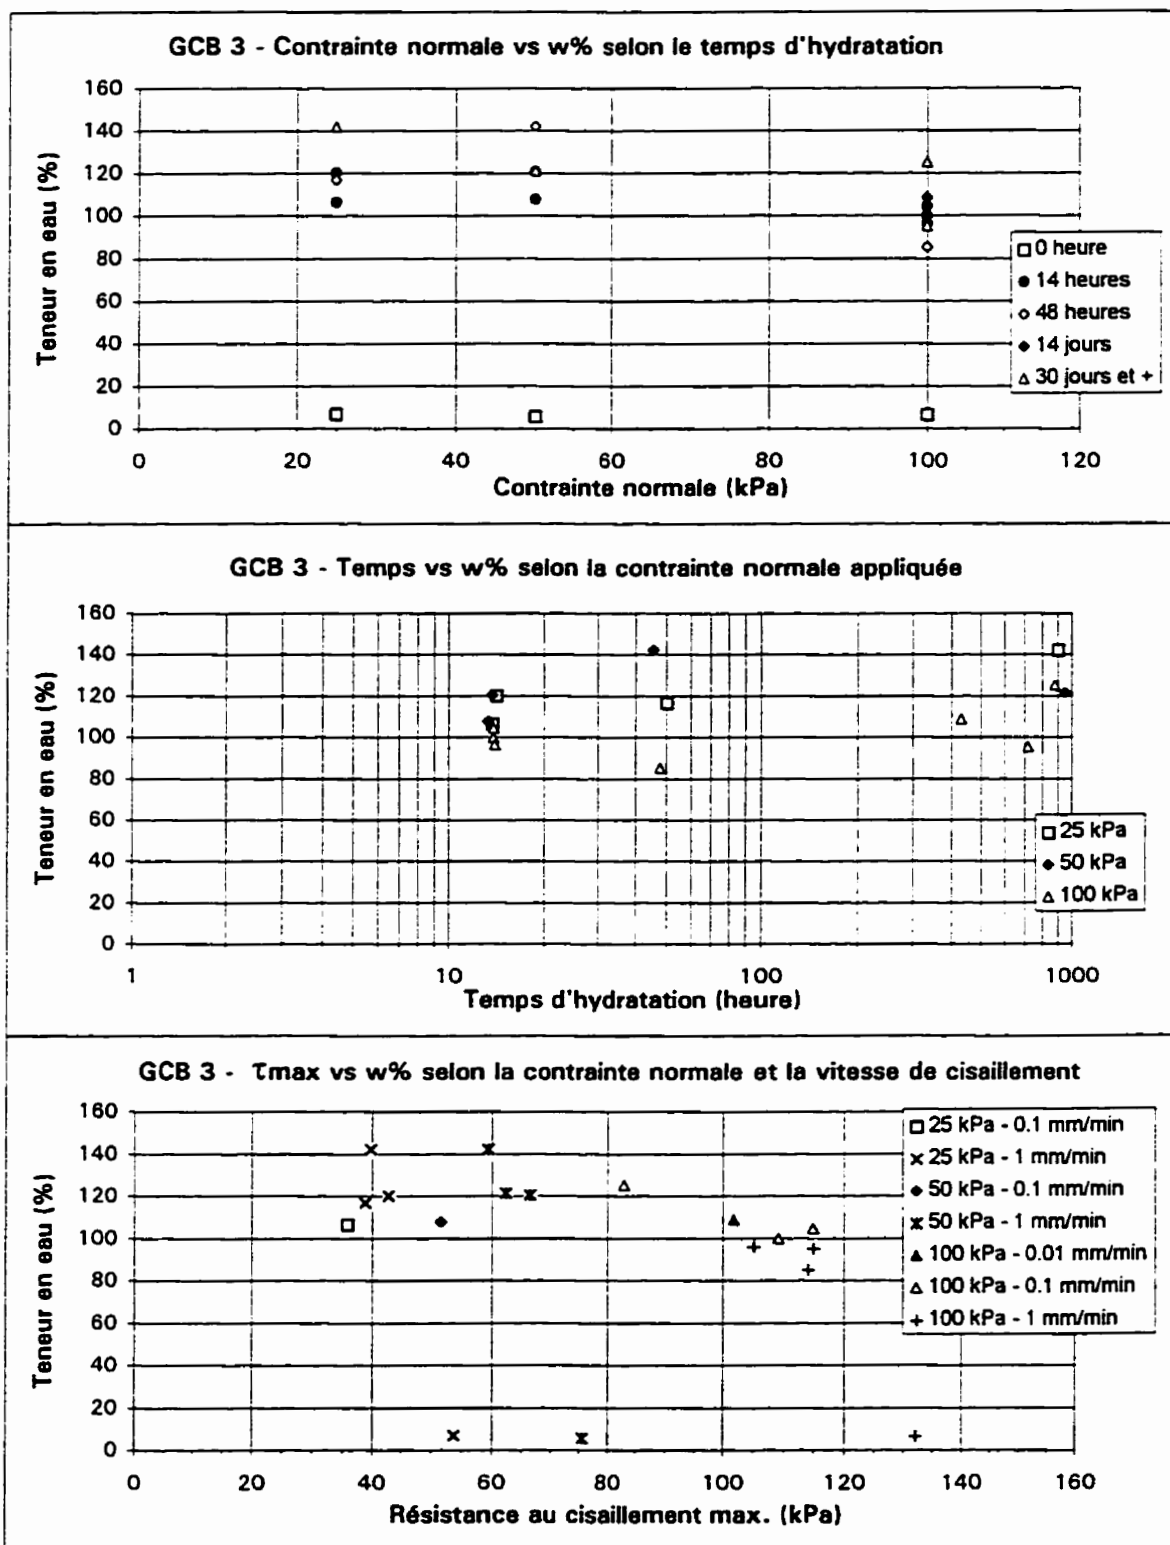 GCB 3 - Contrainte normale vs w% selon le temps d'hydratation
160
140
120
100
80
60
40
20
0
Teneur en eau (%)
0 20 40 60 80 100 120
Contrainte normale (kPa)
0 heure
14 heures
48 heures
14 jours
30 jours et +
GCB 3 - Temps vs w% selon la contrainte normale appliquée
160
140
120
100
80
60
40
20
0
Teneur en eau (%)
1 10 100 1000
Temps d'hydratation (heure)
25 kPa
50 kPa
100 kPa
GCB 3 - τmax vs w% selon la contrainte normale et la vitesse de cisaillement
160
140
120
100
80
60
40
20
0
Teneur en eau (%)
0 20 40 60 80 100 120 140 160
Résistance au cisaillement max. (kPa)
25 kPa - 0.1 mm/min
25 kPa - 1 mm/min
50 kPa - 0.1 mm/min
50 kPa - 1 mm/min
100 kPa - 0.01 mm/min
100 kPa - 0.1 mm/min
100 kPa - 1 mm/min